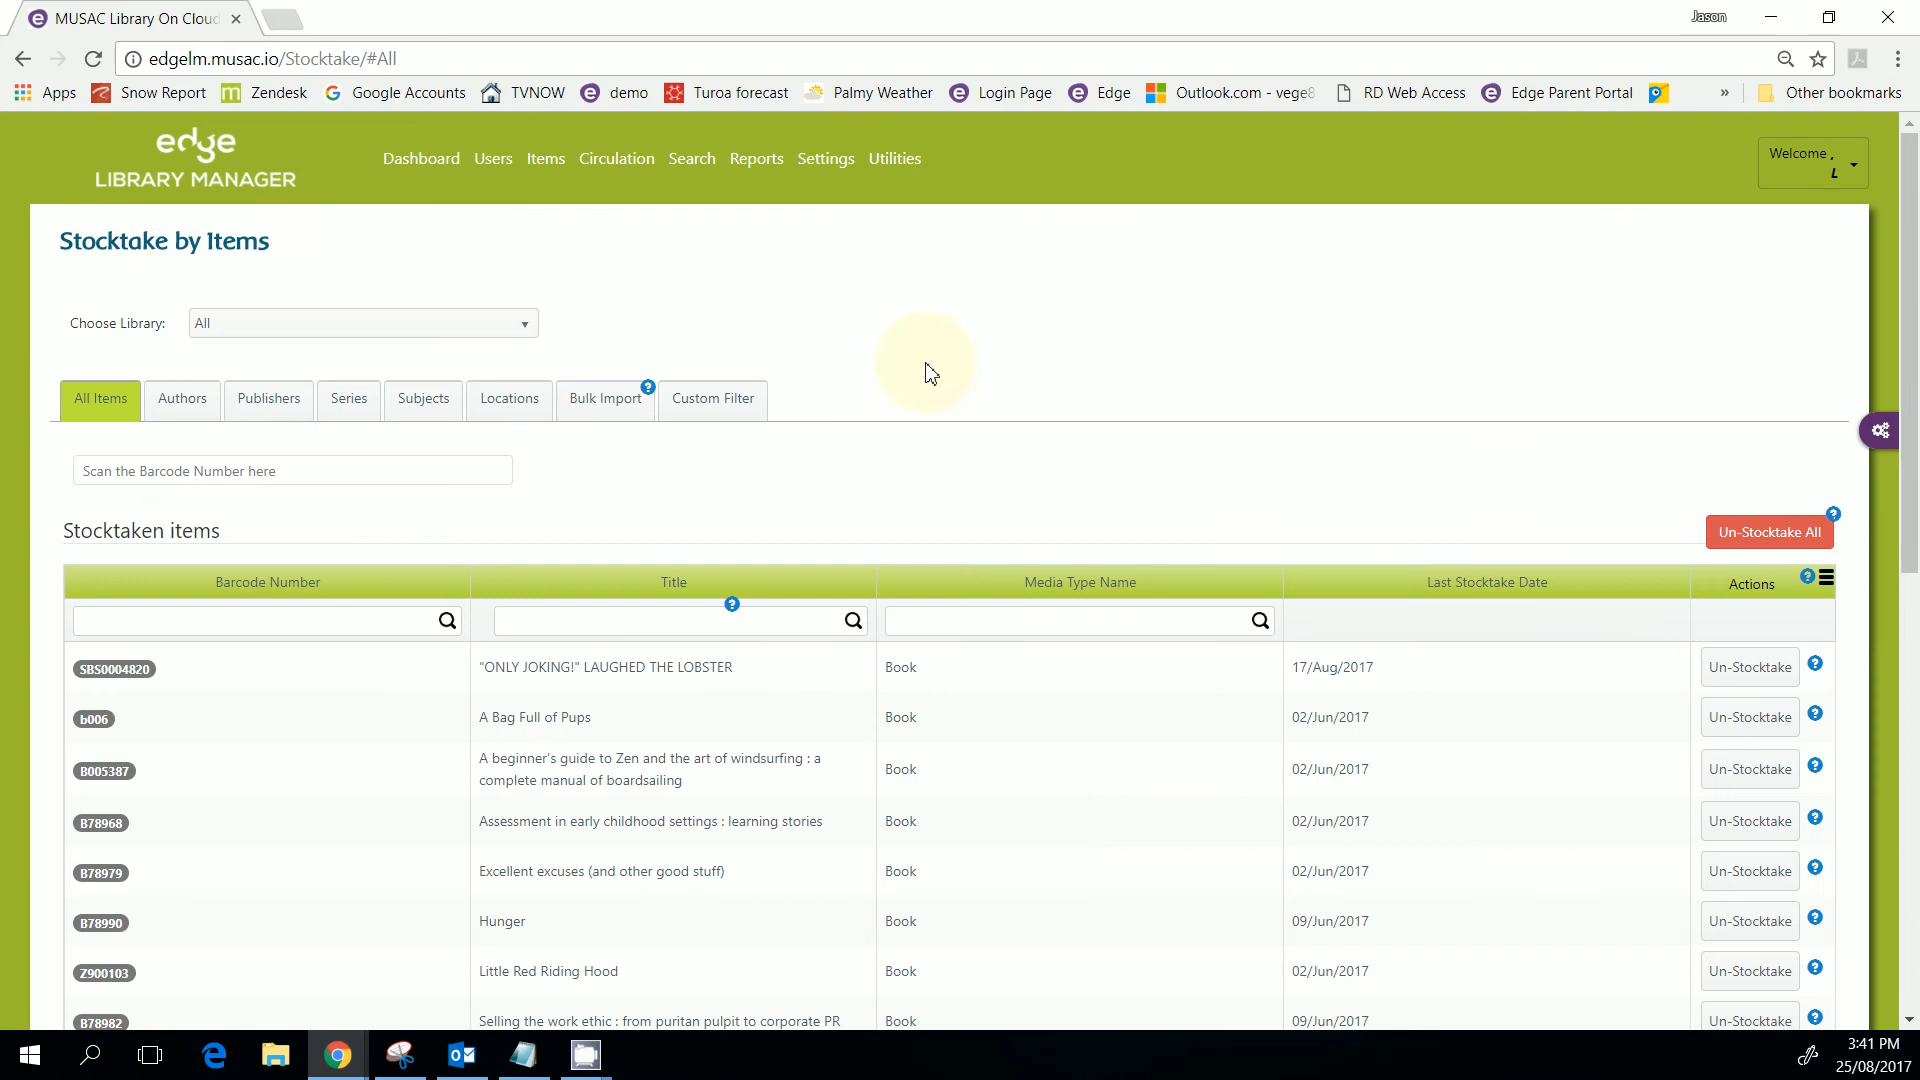 MUSAC Library On Cloud
Jason
edgelm.musac.io/Stocktake/#All
Apps Snow Report Zendesk Google Accounts TVNOW demo Turoa forecast Palmy Weather Login Page Edge Outlook.com - vege8 RD Web Access Edge Parent Portal » Other bookmarks
edge
LIBRARY MANAGER
Dashboard Users Items Circulation Search Reports Settings Utilities
Welcome ,
L
Stocktake by Items
Choose Library: All
All Items Authors Publishers Series Subjects Locations Bulk Import ? Custom Filter
Scan the Barcode Number here
Stocktaken items
Un-Stocktake All ?
Barcode Number Title Media Type Name Last Stocktake Date Actions ?
?
SBS0004820 "ONLY JOKING!" LAUGHED THE LOBSTER Book 17/Aug/2017 Un-Stocktake ?
b006 A Bag Full of Pups Book 02/Jun/2017 Un-Stocktake ?
B005387 A beginner's guide to Zen and the art of windsurfing : a
complete manual of boardsailing Book 02/Jun/2017 Un-Stocktake ?
B78968 Assessment in early childhood settings : learning stories Book 02/Jun/2017 Un-Stocktake ?
B78979 Excellent excuses (and other good stuff) Book 02/Jun/2017 Un-Stocktake ?
B78990 Hunger Book 09/Jun/2017 Un-Stocktake ?
Z900103 Little Red Riding Hood Book 02/Jun/2017 Un-Stocktake ?
B78982 Selling the work ethic : from puritan pulpit to corporate PR Book 09/Jun/2017 Un-Stocktake ?
3:41 PM
25/08/2017